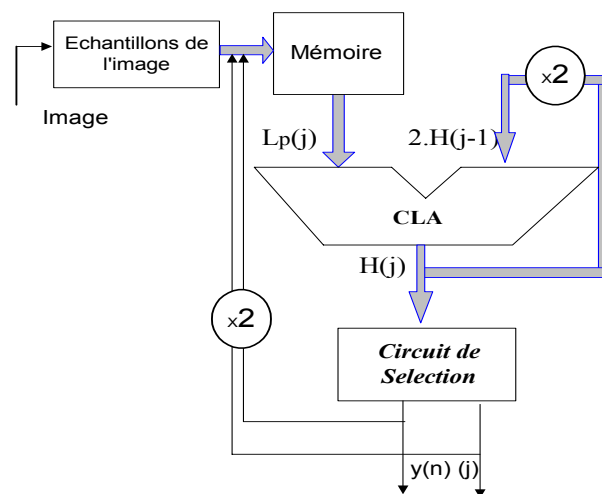 Echantillons de
l'image
Mémoire
x2
Image
Lp(j)
2.H(j-1)
CLA
H(j)
x2
Circuit de
Selection
y(n) (j)